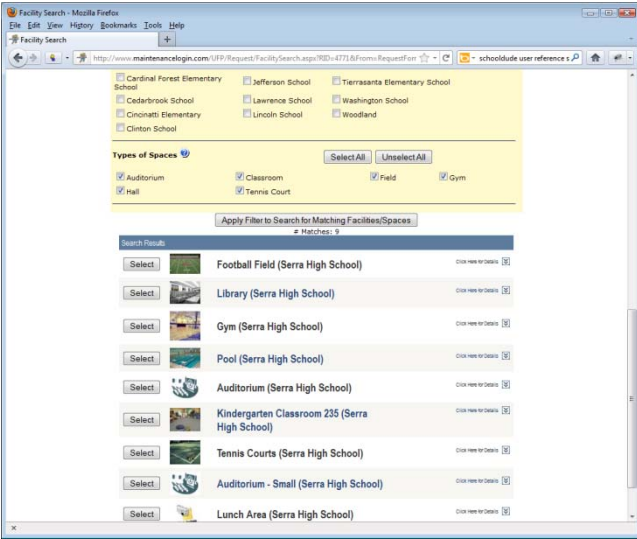 Facility Search - Mozilla Firefox
File Edit View History Bookmarks Tools Help
Facility Search +
http://www.maintenancelogin.com/UFP/Request/FacilitySearch.aspx?RID=4771&From=RequestForm schooldude user reference s
Cardinal Forest Elementary School Jefferson School Tierrasanta Elementary School
Cedarbrook School Lawrence School Washington School
Cincinatti Elementary Lincoln School Woodland
Clinton School
Types of Spaces Select All Unselect All
Auditorium Classroom Field Gym
Hall Tennis Court
Apply Filter to Search for Matching Facilities/Spaces
# Matches: 9
Search Results
Select Football Field (Serra High School) Click Here for Details
Select Library (Serra High School) Click Here for Details
Select Gym (Serra High School) Click Here for Details
Select Pool (Serra High School) Click Here for Details
Select Auditorium (Serra High School) Click Here for Details
Select Kindergarten Classroom 235 (Serra High School) Click Here for Details
Select Tennis Courts (Serra High School) Click Here for Details
Select Auditorium - Small (Serra High School) Click Here for Details
Select Lunch Area (Serra High School) Click Here for Details